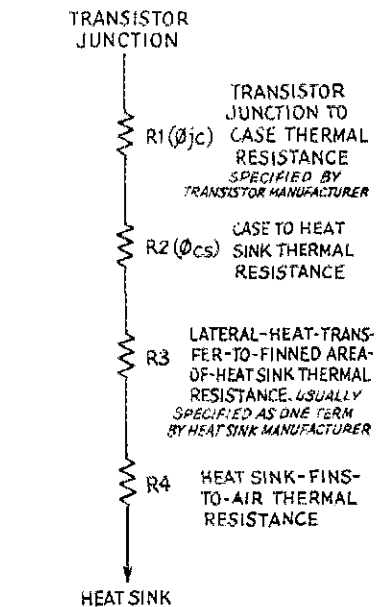 TRANSISTOR
JUNCTION
R1(Øjc)
TRANSISTOR
JUNCTION TO
CASE THERMAL
RESISTANCE
SPECIFIED BY
TRANSISTOR MANUFACTURER
R2(Øcs)
CASE TO HEAT
SINK THERMAL
RESISTANCE
R3
LATERAL-HEAT-TRANS-
FER-TO-FINNED AREA-
OF-HEAT SINK THERMAL
RESISTANCE. USUALLY
SPECIFIED AS ONE TERM
BY HEAT SINK MANUFACTURER
R4
HEAT SINK-FINS-
TO-AIR THERMAL
RESISTANCE
HEAT SINK